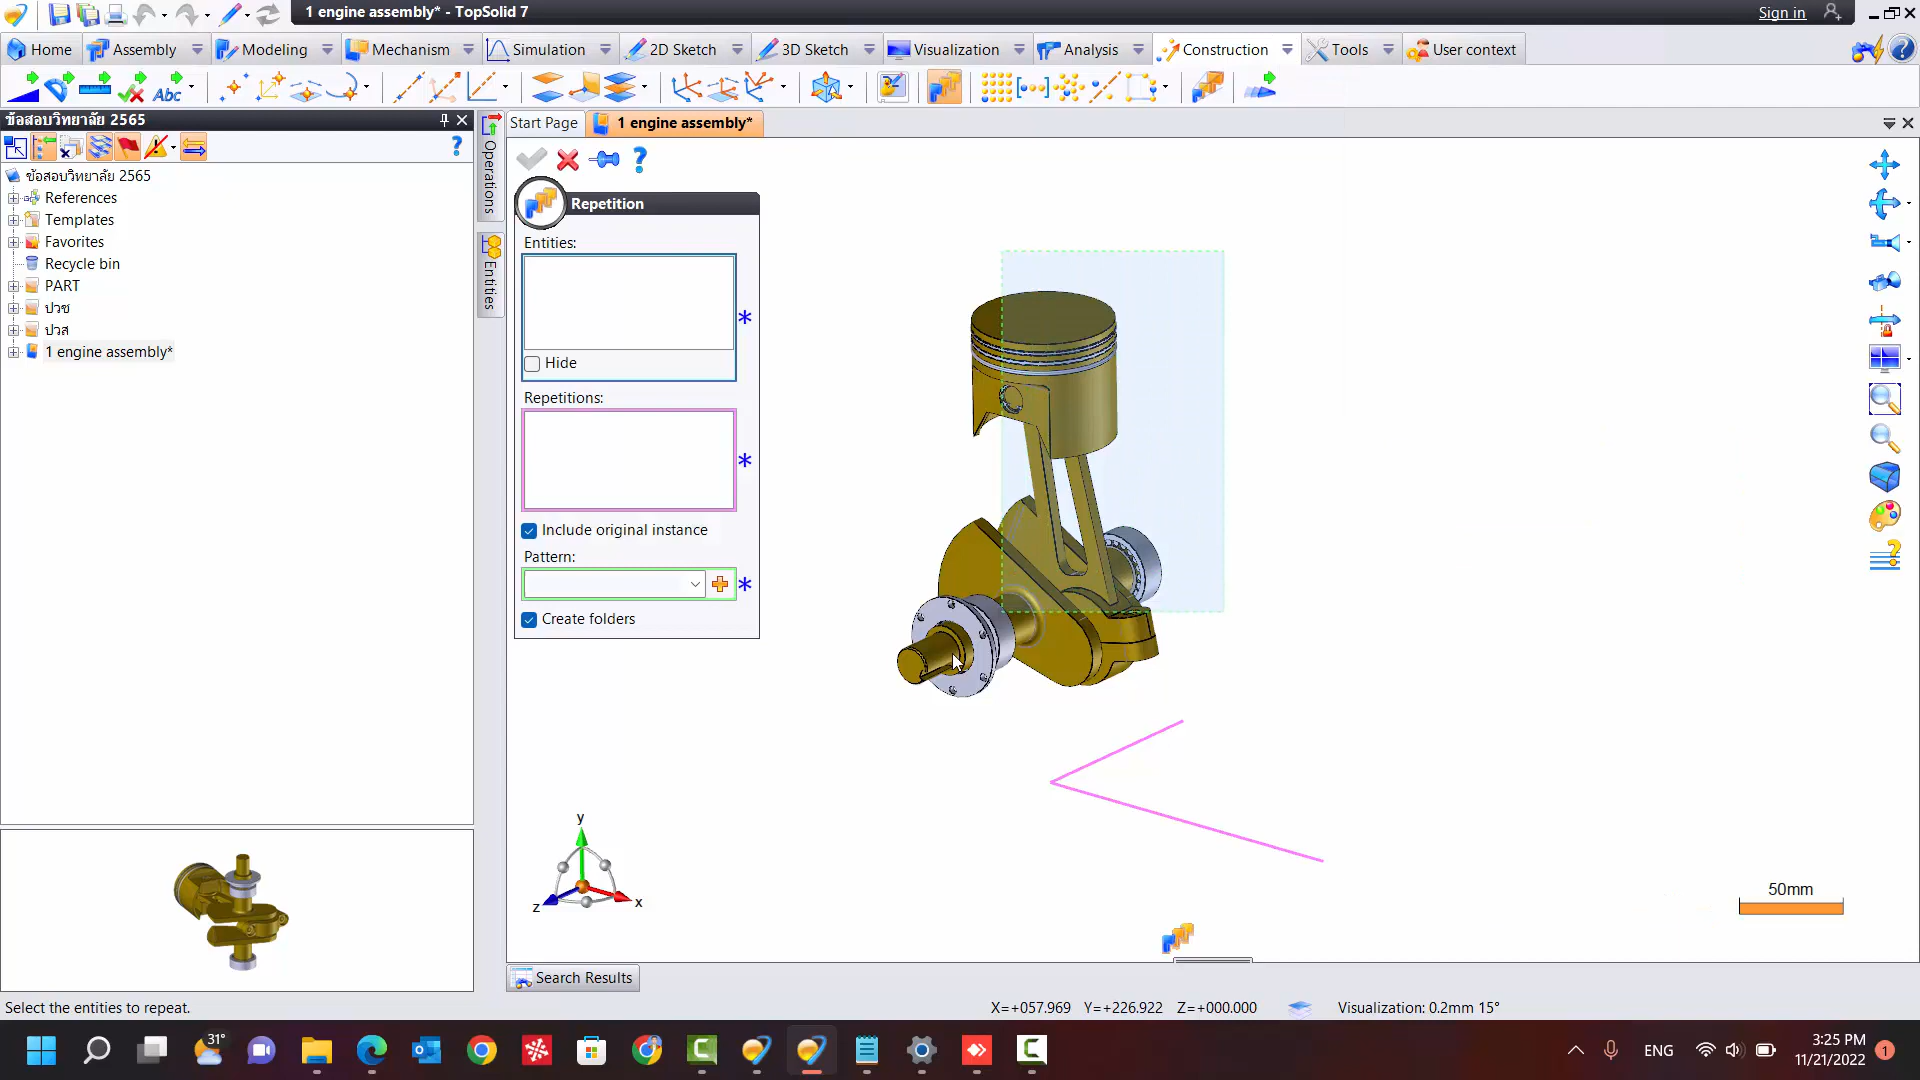 1 engine assembly* - TopSolid 7
Sign in
Home
Assembly
Modeling
Mechanism
Simulation
2D Sketch
3D Sketch
Visualization
Analysis
Construction
Tools
User context
Abc
ข้อสอบวิทยาลัย 2565
Start Page
1 engine assembly*
ข้อสอบวิทยาลัย 2565
References
Templates
Favorites
Recycle bin
PART
ปวช
ปวส
1 engine assembly*
Operations
Entities
Repetition
Entities:
Hide
Repetitions:
Include original instance
Pattern:
Create folders
y
z
x
50mm
Search Results
Select the entities to repeat.
X=+057.969 Y=+226.922 Z=+000.000
Visualization: 0.2mm 15°
31°
ENG
3:25 PM
11/21/2022
1